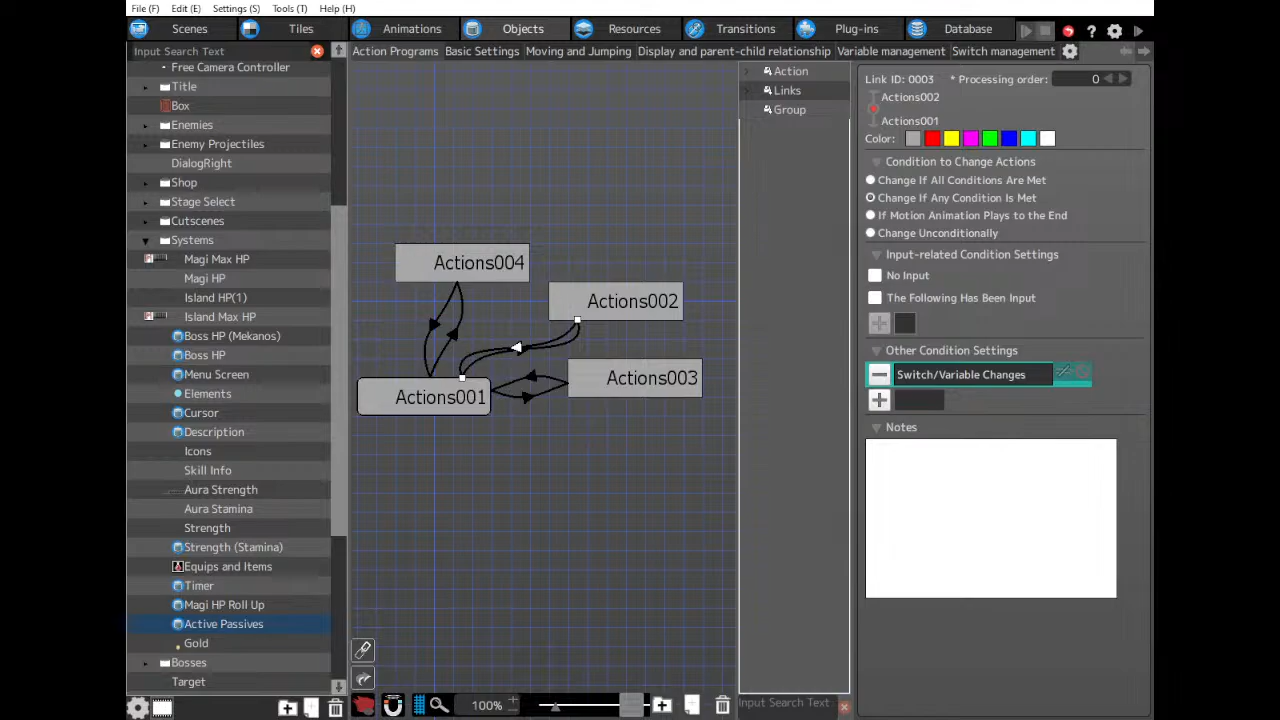 File (F) Edit (E) Settings (S) Tools (T) Help (H)
Scenes Tiles Animations Objects Resources Transitions Plug-ins Database
Input Search Text
Action Programs Basic Settings Moving and Jumping Display and parent-child relationship Variable management Switch management
Free Camera Controller
Title
Box
Enemies
Enemy Projectiles
DialogRight
Shop
Stage Select
Cutscenes
Systems
Magi Max HP
Magi HP
Island HP(1)
Island Max HP
Boss HP (Mekanos)
Boss HP
Menu Screen
Elements
Cursor
Description
Icons
Skill Info
Aura Strength
Aura Stamina
Strength
Strength (Stamina)
Equips and Items
Timer
Magi HP Roll Up
Active Passives
Gold
Bosses
Target
Actions004
Actions002
Actions003
Actions001
100%
Action
Links
Group
Input Search Text
Link ID: 0003 * Processing order: 0
Actions002
Actions001
Color:
Condition to Change Actions
Change If All Conditions Are Met
Change If Any Condition Is Met
If Motion Animation Plays to the End
Change Unconditionally
Input-related Condition Settings
No Input
The Following Has Been Input
Other Condition Settings
Switch/Variable Changes
Notes